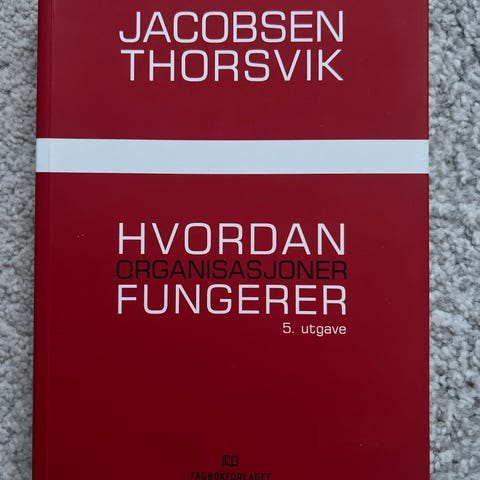 JACOBSEN
THORSVIK
HVORDAN
ORGANISASJONER
FUNGERER
5. utgave
FAGBOKFORLAGET